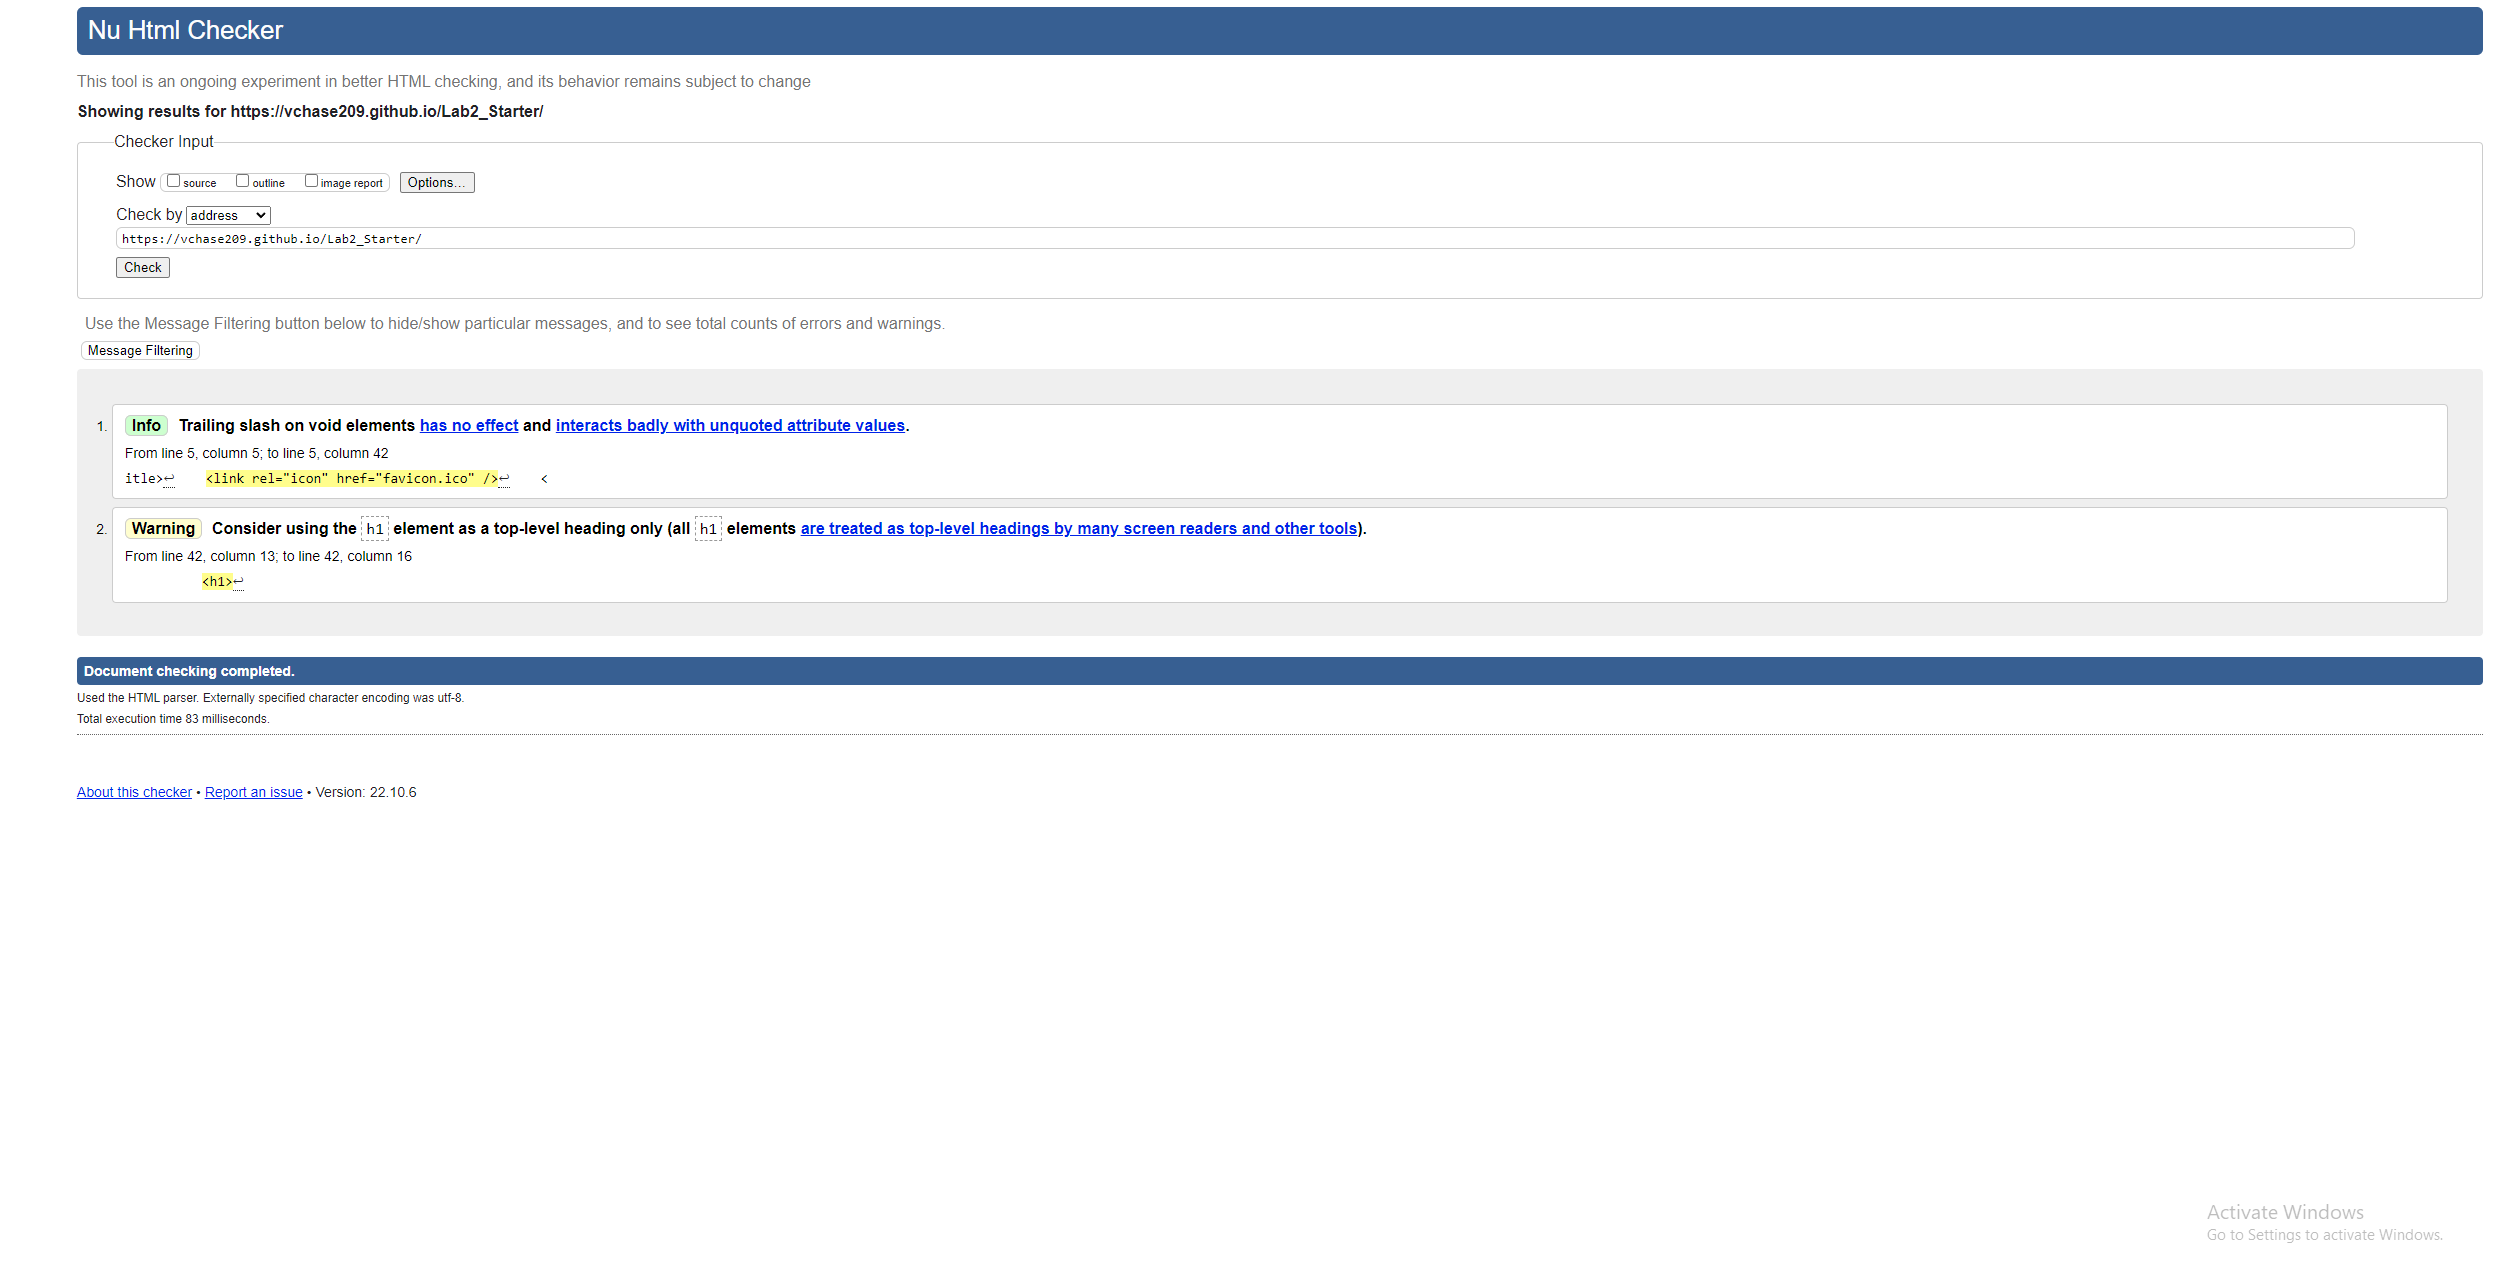 Nu Html Checker
This tool is an ongoing experiment in better HTML checking, and its behavior remains subject to change
Showing results for https://vchase209.github.io/Lab2_Starter/
Checker Input
Show source outline image report Options...
Check by address
https://vchase209.github.io/Lab2_Starter/
Check
Use the Message Filtering button below to hide/show particular messages, and to see total counts of errors and warnings.
Message Filtering
1. Info Trailing slash on void elements has no effect and interacts badly with unquoted attribute values.
From line 5, column 5; to line 5, column 42
itle>↩ <link rel="icon" href="favicon.ico" />↩ <
2. Warning Consider using the h1 element as a top-level heading only (all h1 elements are treated as top-level headings by many screen readers and other tools).
From line 42, column 13; to line 42, column 16
<h1>↩
Document checking completed.
Used the HTML parser. Externally specified character encoding was utf-8.
Total execution time 83 milliseconds.
About this checker • Report an issue • Version: 22.10.6
Activate Windows
Go to Settings to activate Windows.